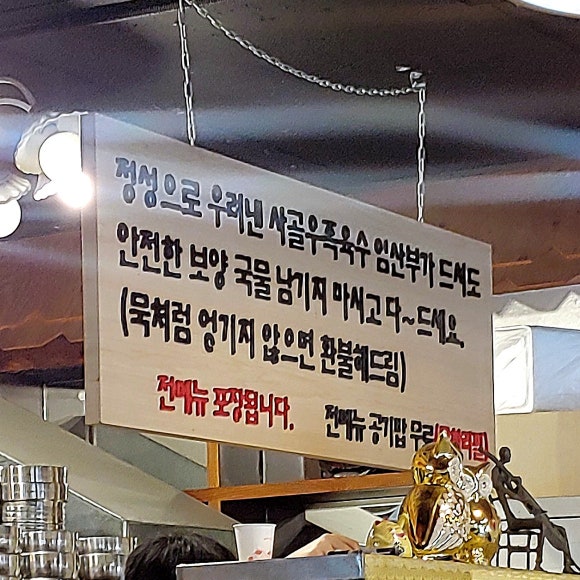 정성으로 우려낸 사골우족육수 임산부가 드셔도
안전한 보양 국물 남기지 마시고 다~드세요.
(묵처럼 엉기지 않으면 환불해드림)
전메뉴 포장됩니다. 전메뉴 공기밥 무료